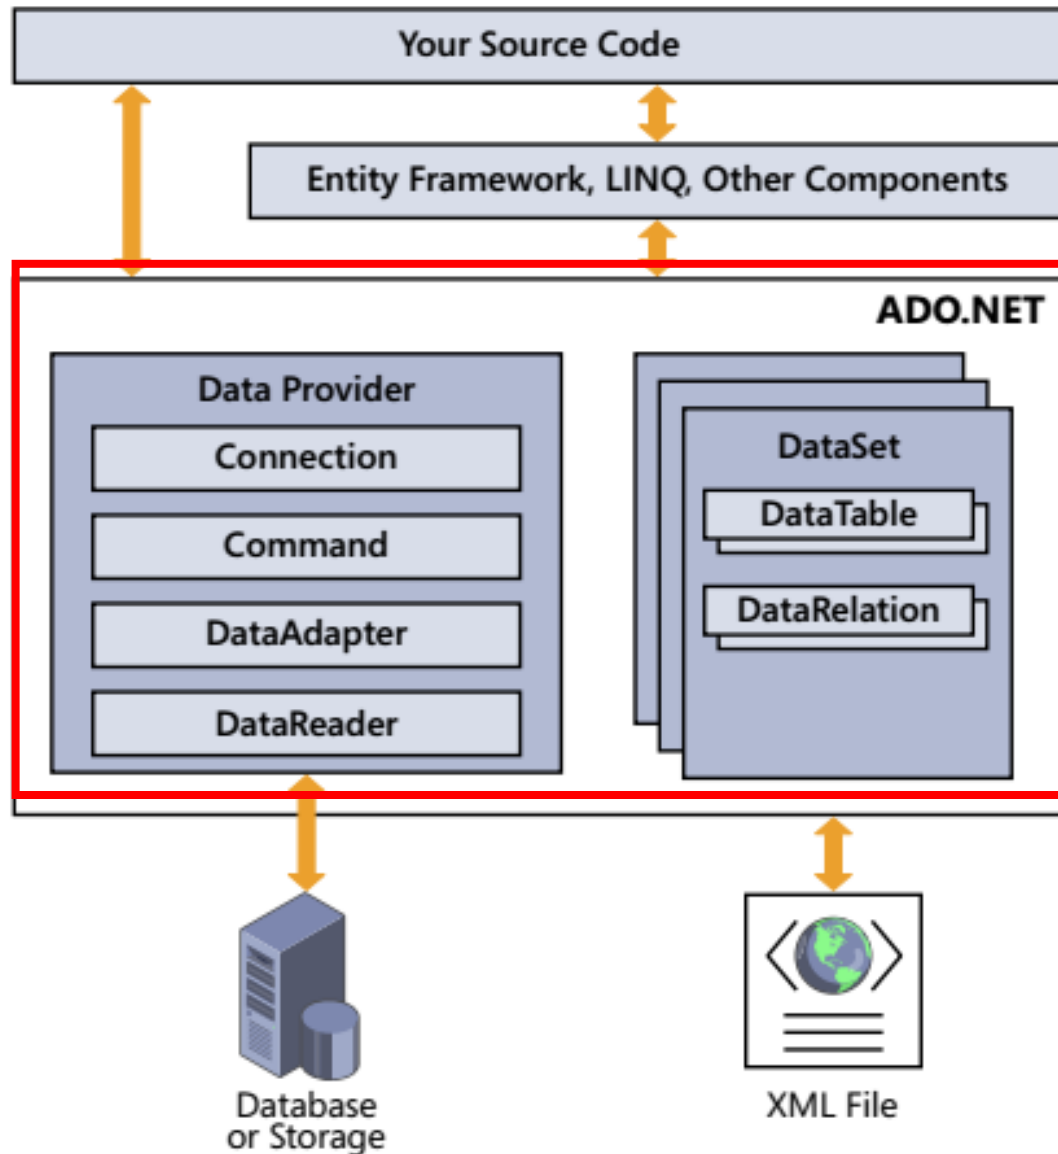 Your Source Code
Entity Framework, LINQ, Other Components
ADO.NET
Data Provider
Connection
Command
DataAdapter
DataReader
DataSet
DataTable
DataRelation
Database
or Storage
XML File